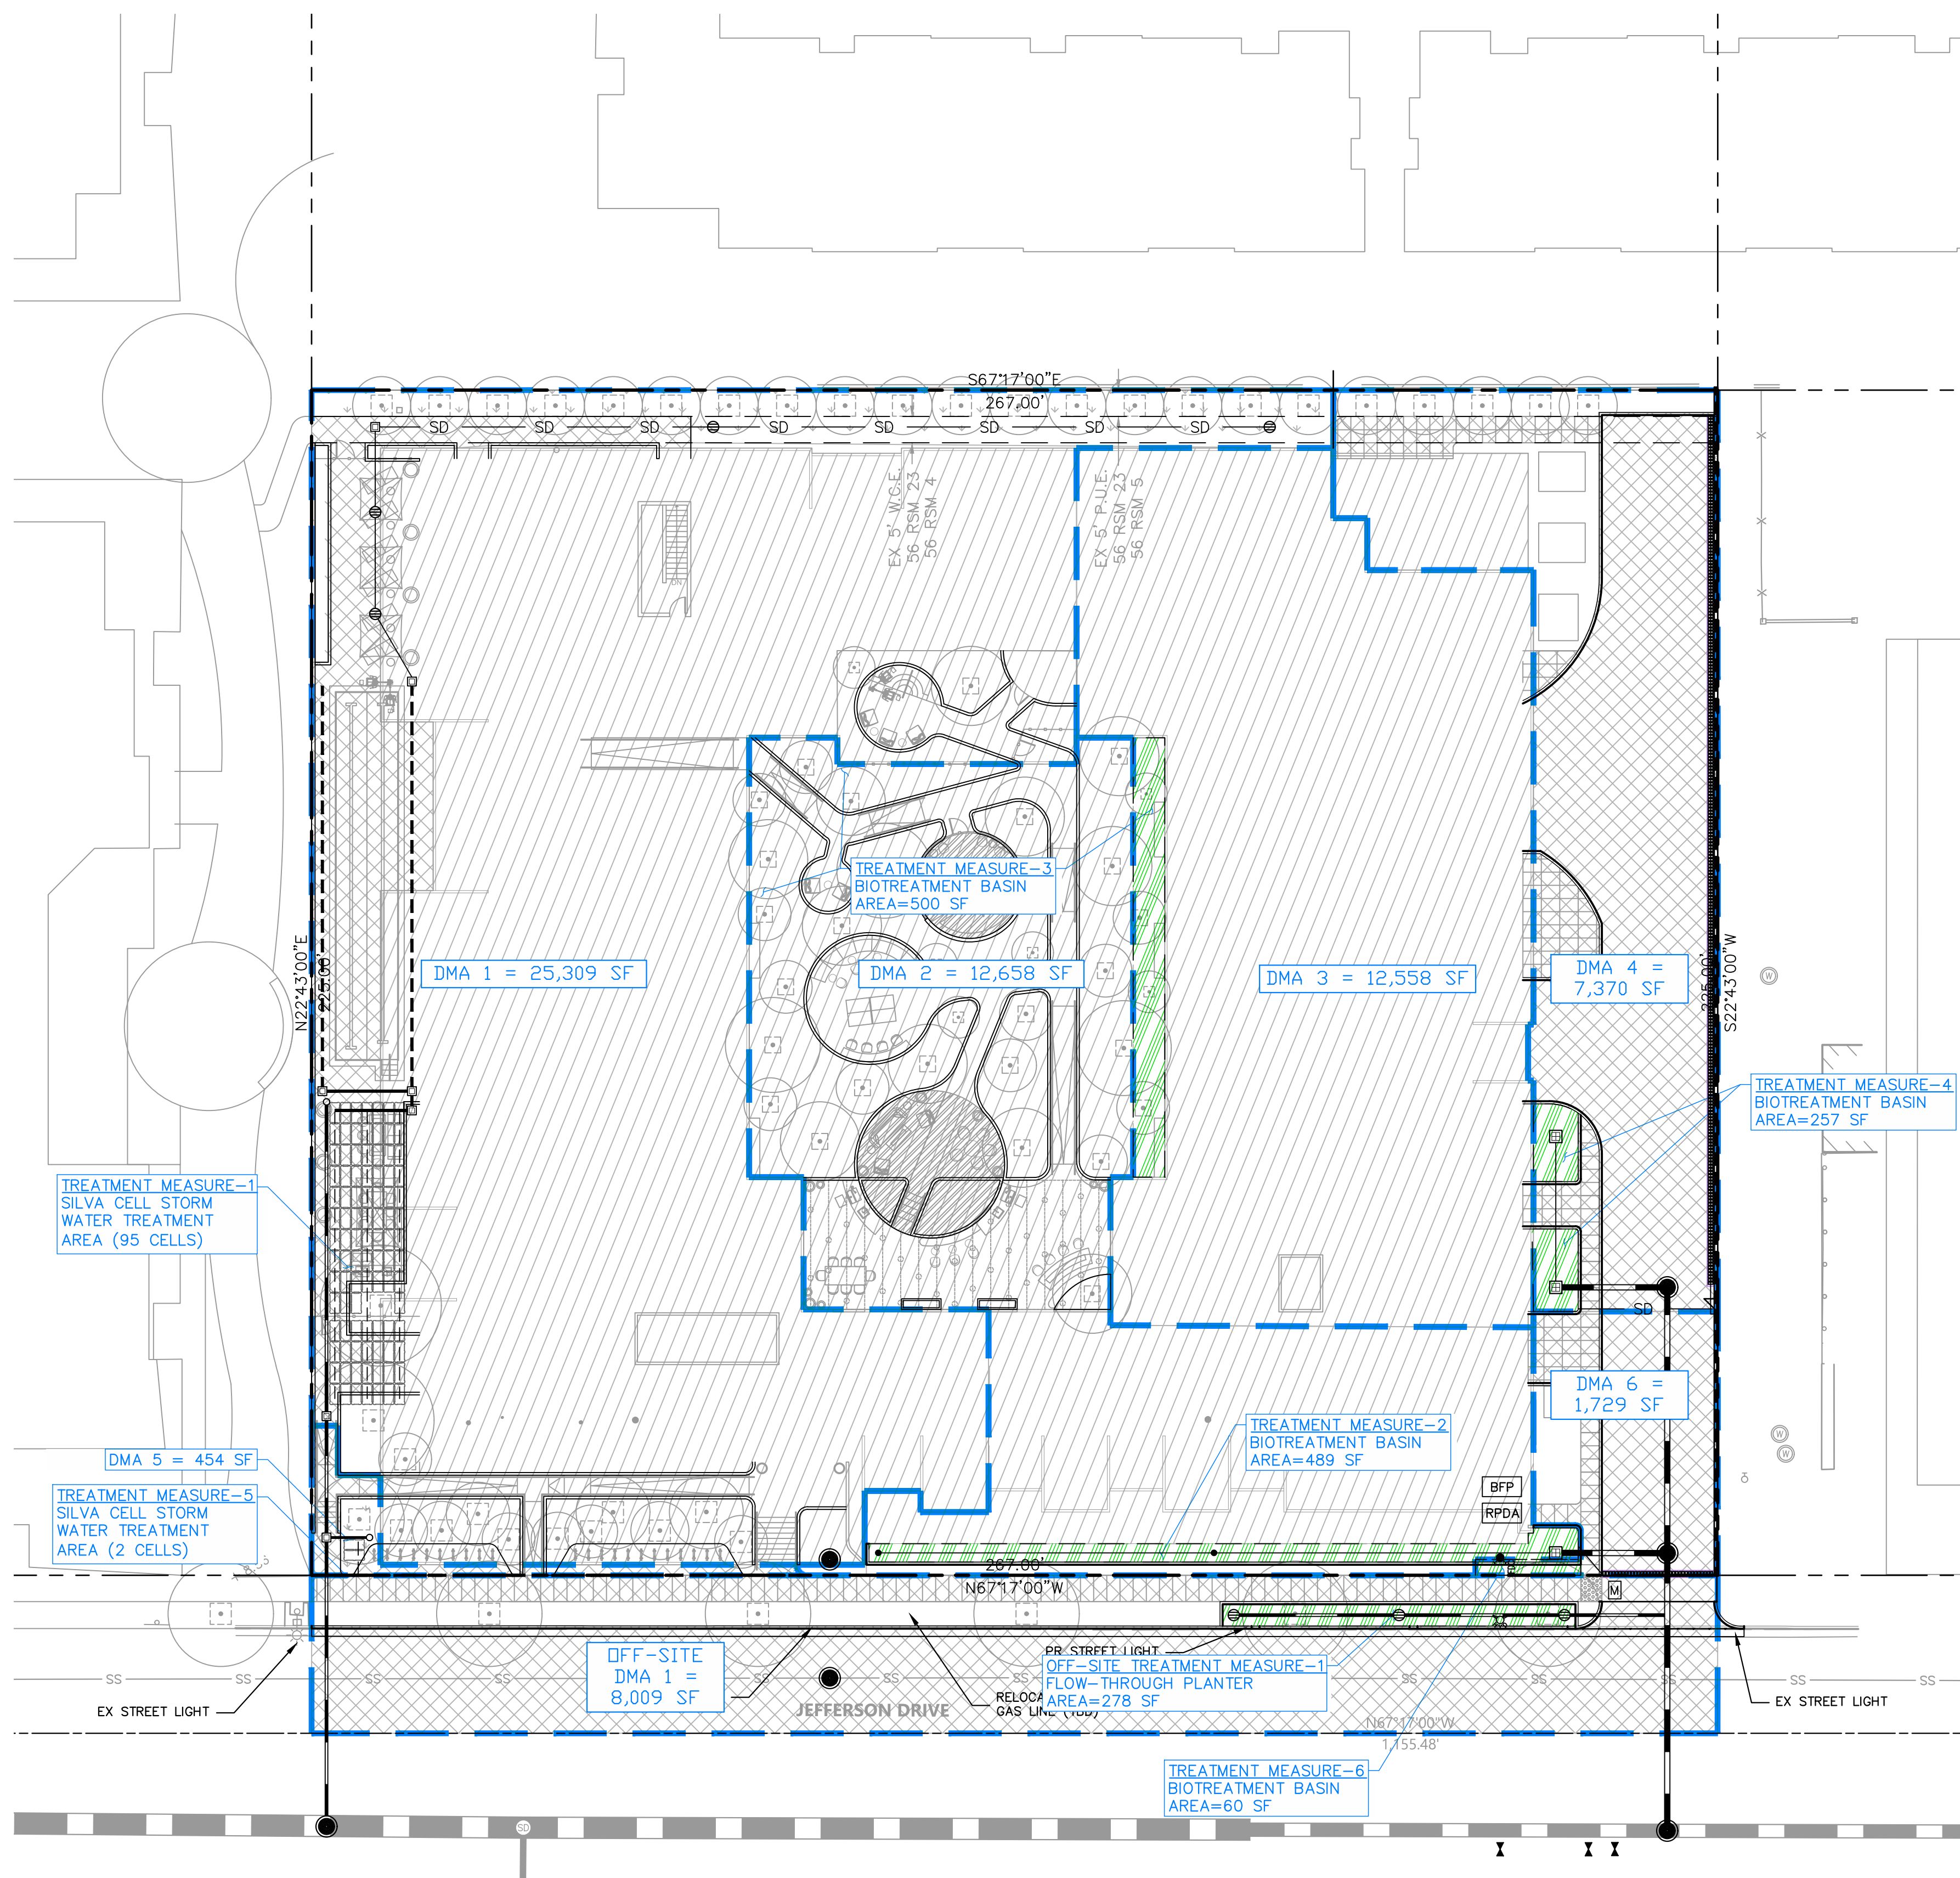 S67°17'00"E
267.00'
SD SD SD SD SD SD SD SD
EX 5' W.C.E.
56 RSM 23
56 RSM 4
EX 5' P.U.E.
56 RSM 23
56 RSM 5
DN
TREATMENT MEASURE-3
BIOTREATMENT BASIN
AREA=500 SF
N22°43'00"E
225.00'
DMA 1 = 25,309 SF
DMA 2 = 12,658 SF
DMA 3 = 12,558 SF
DMA 4 =
7,370 SF
225.00'
S22°43'00"W
W
TREATMENT MEASURE-4
BIOTREATMENT BASIN
AREA=257 SF
TREATMENT MEASURE-1
SILVA CELL STORM
WATER TREATMENT
AREA (95 CELLS)
SD
DMA 6 =
1,729 SF
TREATMENT MEASURE-2
BIOTREATMENT BASIN
AREA=489 SF
W
W
DMA 5 = 454 SF
TREATMENT MEASURE-5
SILVA CELL STORM
WATER TREATMENT
AREA (2 CELLS)
BFP
RPDA
267.00'
N67°17'00"W
M
PR STREET LIGHT
OFF-SITE
DMA 1 =
8,009 SF
OFF-SITE TREATMENT MEASURE-1
FLOW-THROUGH PLANTER
AREA=278 SF
SS SS SS SS SS SS SS SS SS SS SS
EX STREET LIGHT
JEFFERSON DRIVE
GAS LINE (TBD)
EX STREET LIGHT
N67°17'00"W
1,155.48'
TREATMENT MEASURE-6
BIOTREATMENT BASIN
AREA=60 SF
SD